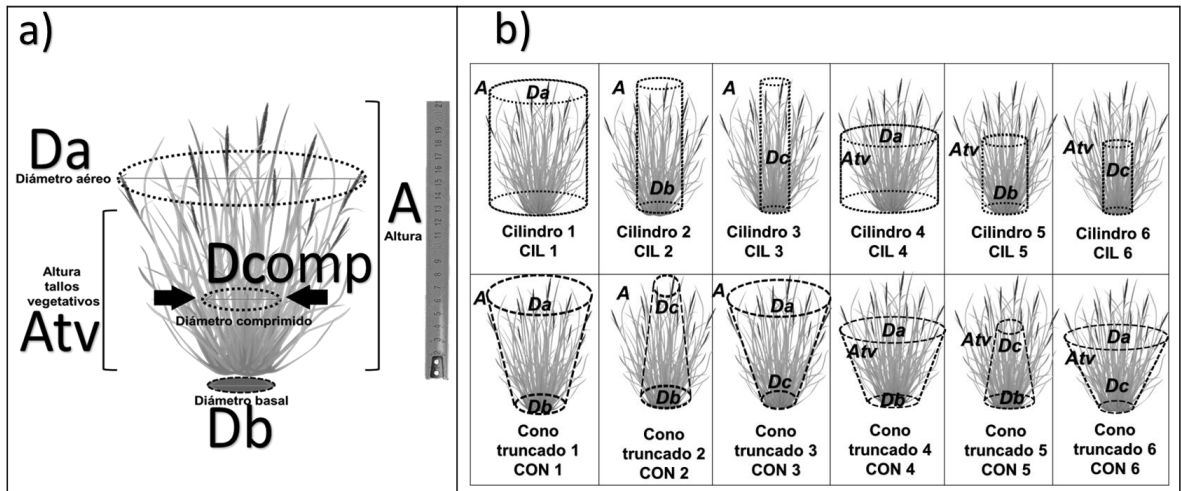 a)
Da
Diámetro aéreo
A
Altura
Dcomp
Diámetro comprimido
Altura
tallos
vegetativos
Atv
Diámetro basal
Db
b)
A Da
Cilindro 1
CIL 1
A Db
Cilindro 2
CIL 2
A Dc
Cilindro 3
CIL 3
Da Atv
Cilindro 4
CIL 4
Atv Db
Cilindro 5
CIL 5
Atv Dc
Cilindro 6
CIL 6
A Da Db
Cono
truncado 1
CON 1
A Dc Db
Cono
truncado 2
CON 2
A Da Dc
Cono
truncado 3
CON 3
Da Atv Db
Cono
truncado 4
CON 4
Atv Dc Db
Cono
truncado 5
CON 5
Da Atv Dc
Cono
truncado 6
CON 6